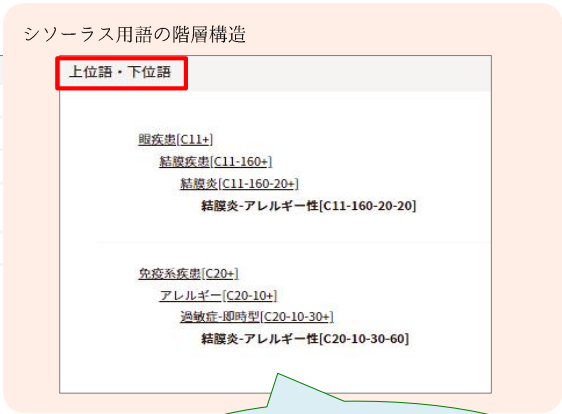 シソーラス用語の階層構造
上位語・下位語
眼疾患[C11+]
結膜疾患[C11-160+]
結膜炎[C11-160-20+]
結膜炎-アレルギー性[C11-160-20-20]
免疫系疾患[C20+]
アレルギー[C20-10+]
過敏症-即時型[C20-10-30+]
結膜炎-アレルギー性[C20-10-30-60]